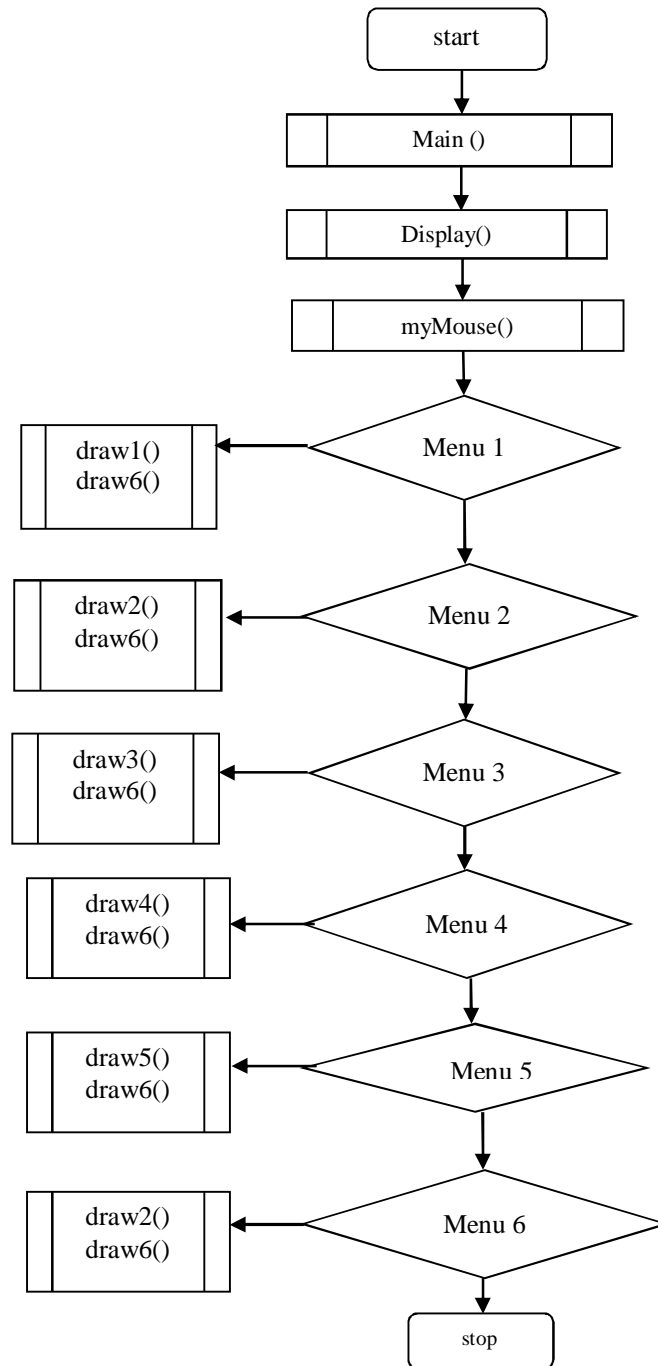 start
Main ()
Display()
myMouse()
Menu 1
draw1()
draw6()
Menu 2
draw2()
draw6()
Menu 3
draw3()
draw6()
Menu 4
draw4()
draw6()
Menu 5
draw5()
draw6()
Menu 6
draw2()
draw6()
stop